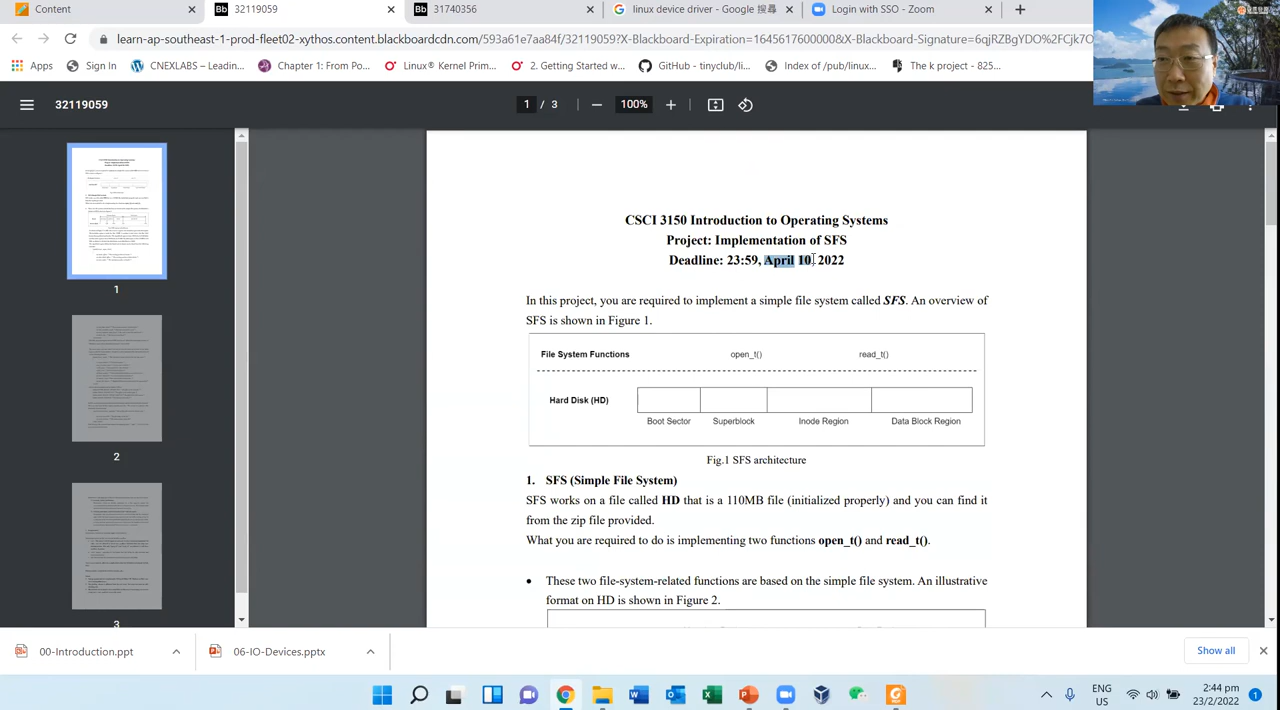 Content
32119059
31740356
linux device driver - Google 搜尋
Login with SSO - Zoom
learn-ap-southeast-1-prod-fleet02-xythos.content.blackboardcdn.com/593a61e7aa84f/32119059?X-Blackboard-Expiration=1645617600000&X-Blackboard-Signature=6qjRZBgYDO%2FCjk7O
Apps
Sign In
CNEXLABS – Leadin...
Chapter 1: From Po...
Linux® Kernel Prim...
2. Getting Started w...
GitHub - tinyclub/li...
Index of /pub/linux...
The k project - 825...
32119059
1 / 3
100%
CSCI 3150 Introduction to Operating Systems
Project: Implementation of SFS
Deadline: 23:59, April 10, 2022
In this project, you are required to implement a simple file system called SFS. An overview of
SFS is shown in Figure 1.
File System Functions open_t() read_t()
Hard Disk (HD)
Boot Sector Superblock Inode Region Data Block Region
Fig.1 SFS architecture
1. SFS (Simple File System)
works on a file called HD that is a 110MB file (formatted properly) and you can find it
from the zip file provided.
What you are required to do is implementing two functions open_t() and read_t().
• These two file-system-related functions are based on the simple file system. An illustrative
format on HD is shown in Figure 2.
1
2
3
00-Introduction.ppt
06-IO-Devices.pptx
Show all
ENG
US
2:44 pm
23/2/2022
1